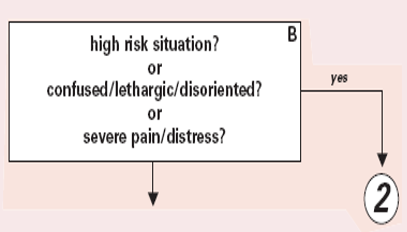 B
high risk situation?
or
confused/lethargic/disoriented?
or
severe pain/distress?
yes
2